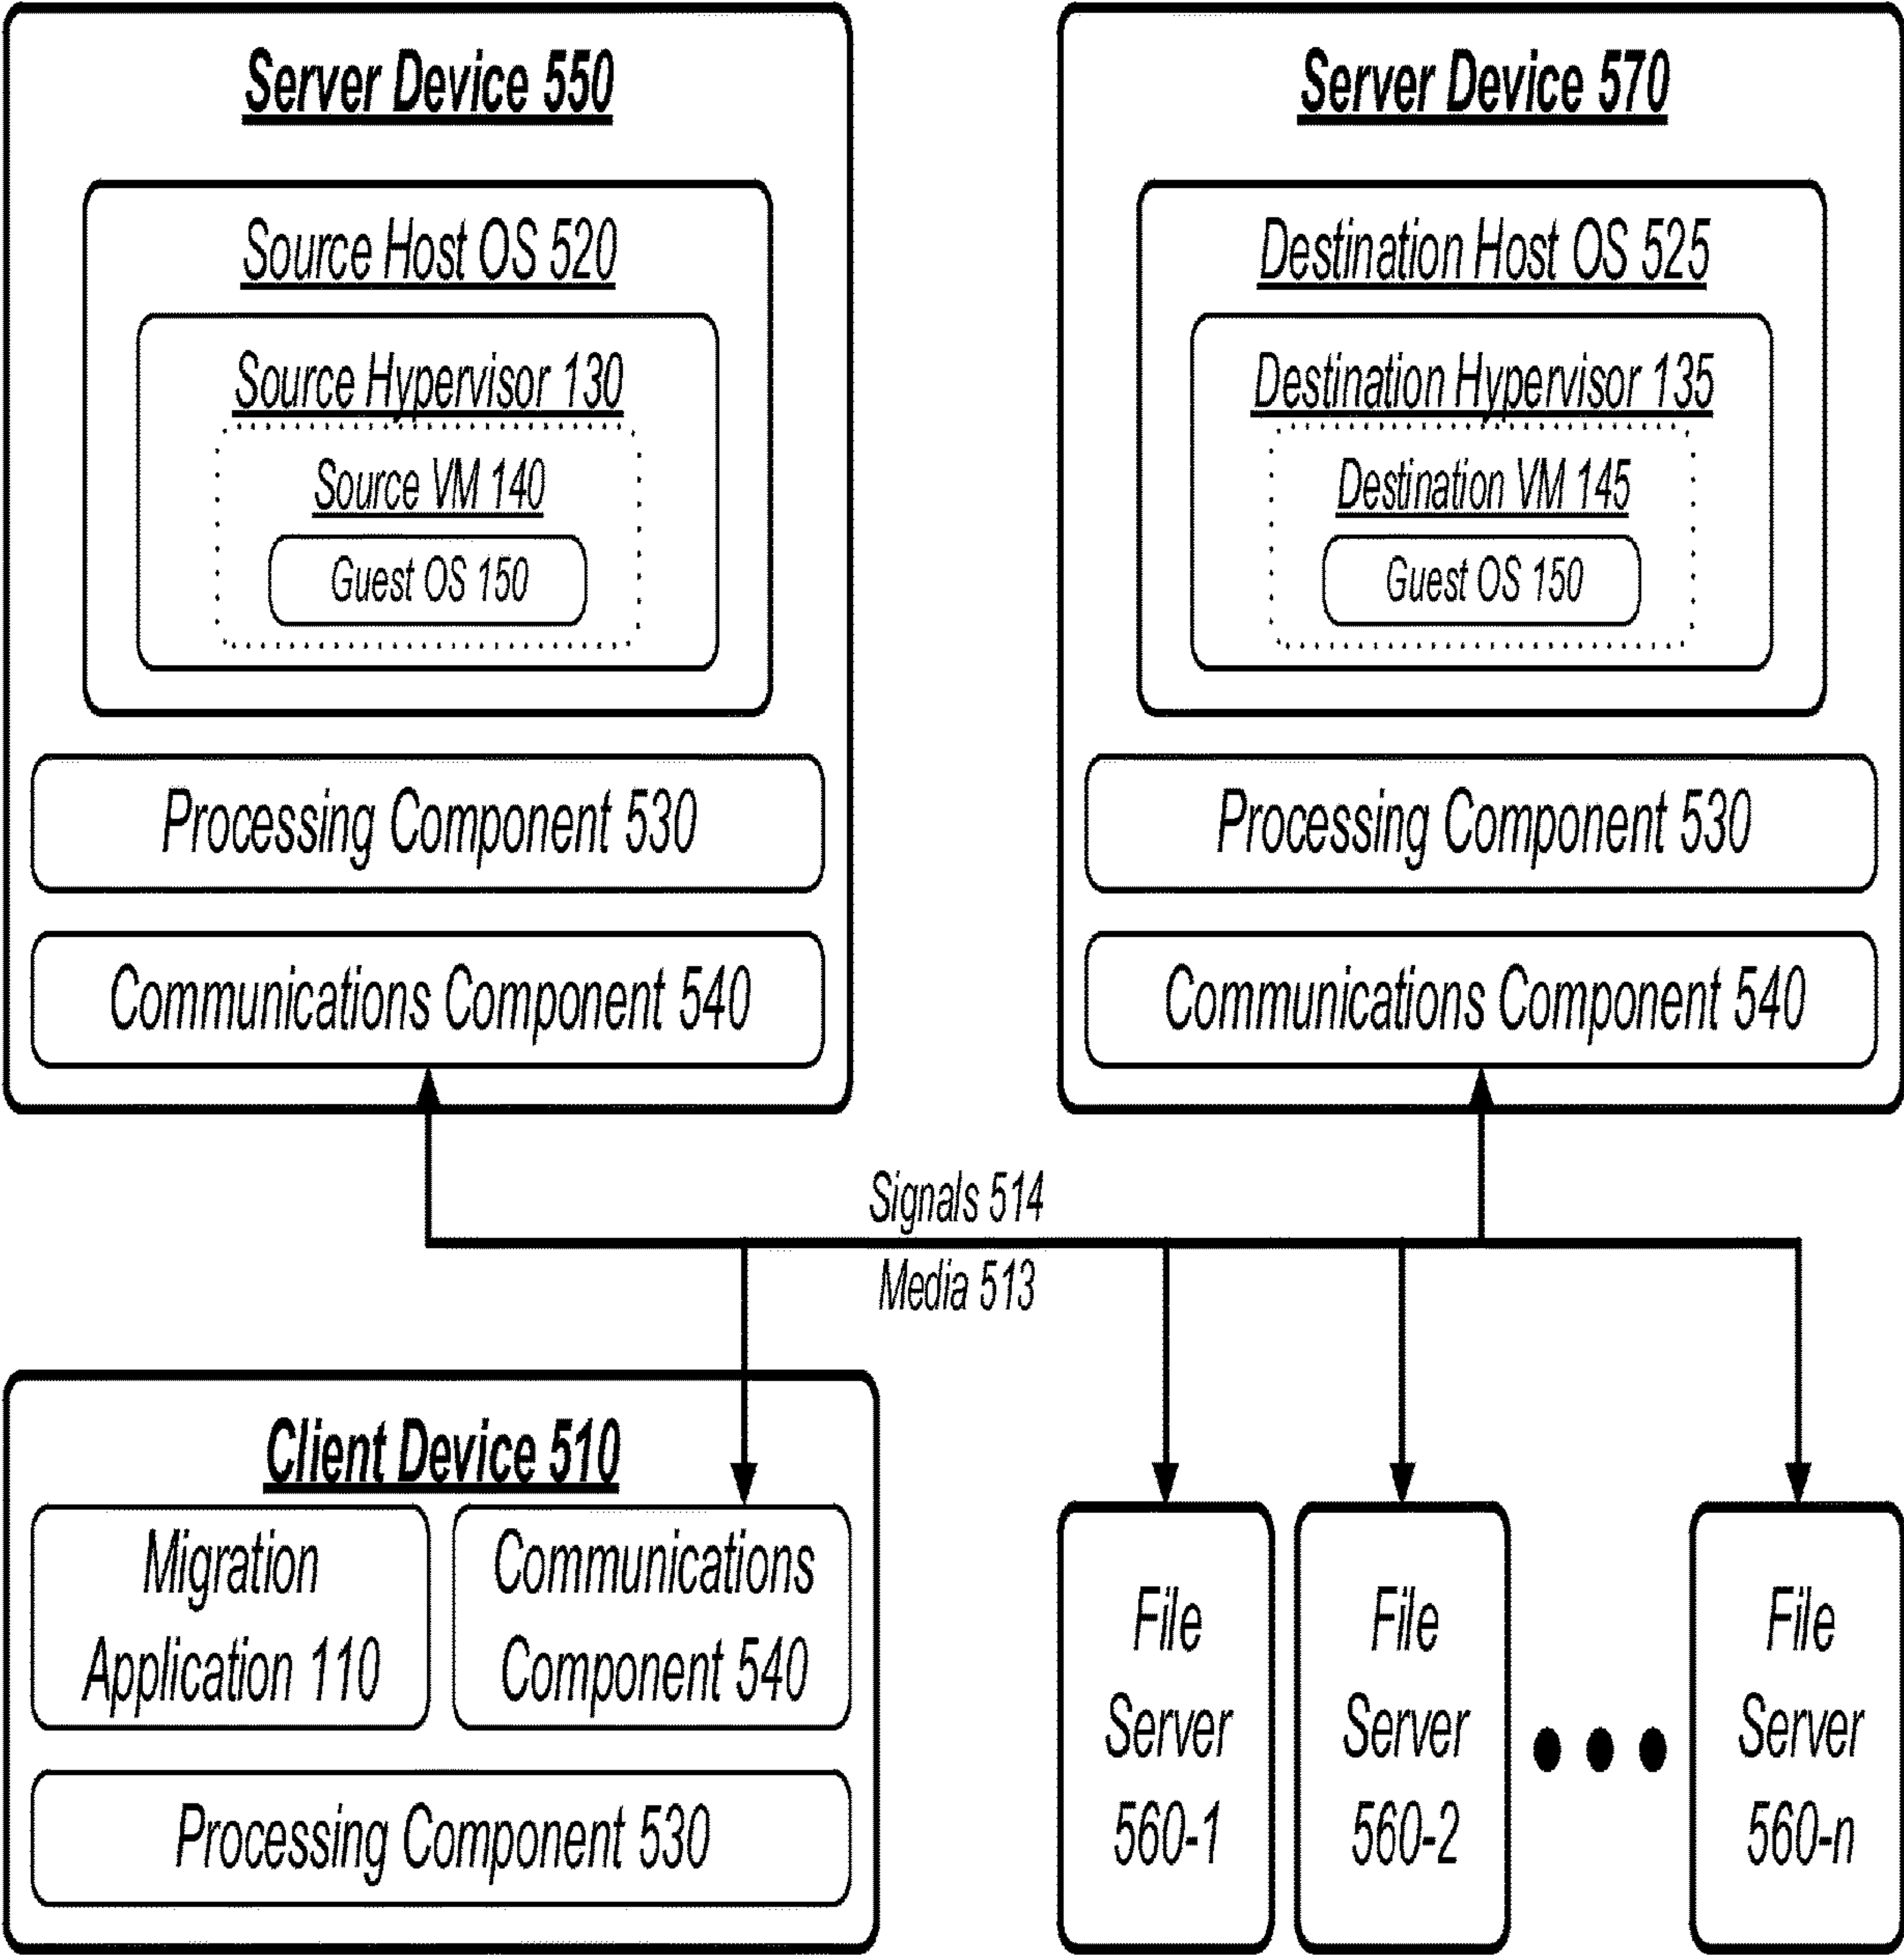 Server Device 550
Source Host OS 520
Source Hypervisor 130
Source VM 140
Guest OS 150
Processing Component 530
Communications Component 540
Server Device 570
Destination Host OS 525
Destination Hypervisor 135
Destination VM 145
Guest OS 150
Processing Component 530
Communications Component 540
Signals 514
Media 513
Client Device 510
Migration
Application 110
Communications
Component 540
Processing Component 530
File
Server
560-1
File
Server
560-2
File
Server
560-n